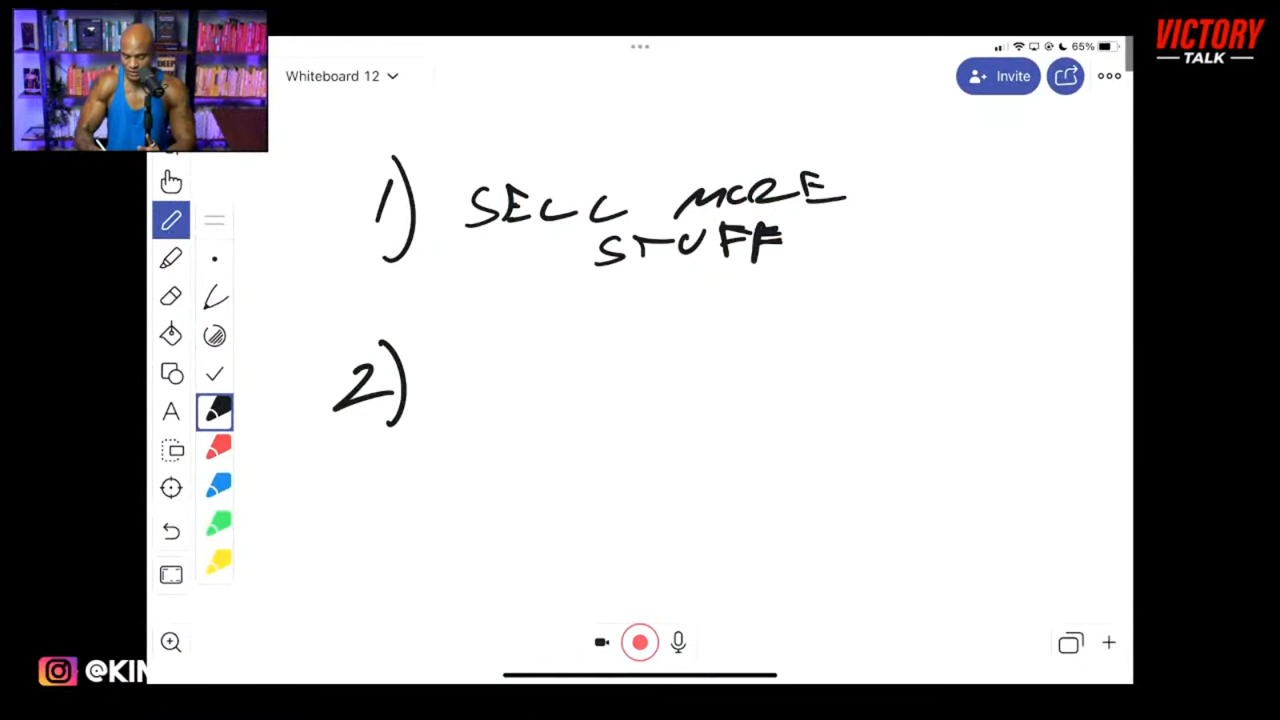 VICTORY
TALK
65%
Whiteboard 12
Invite
1) SELL MORE
STUFF
2)
A
@KIN